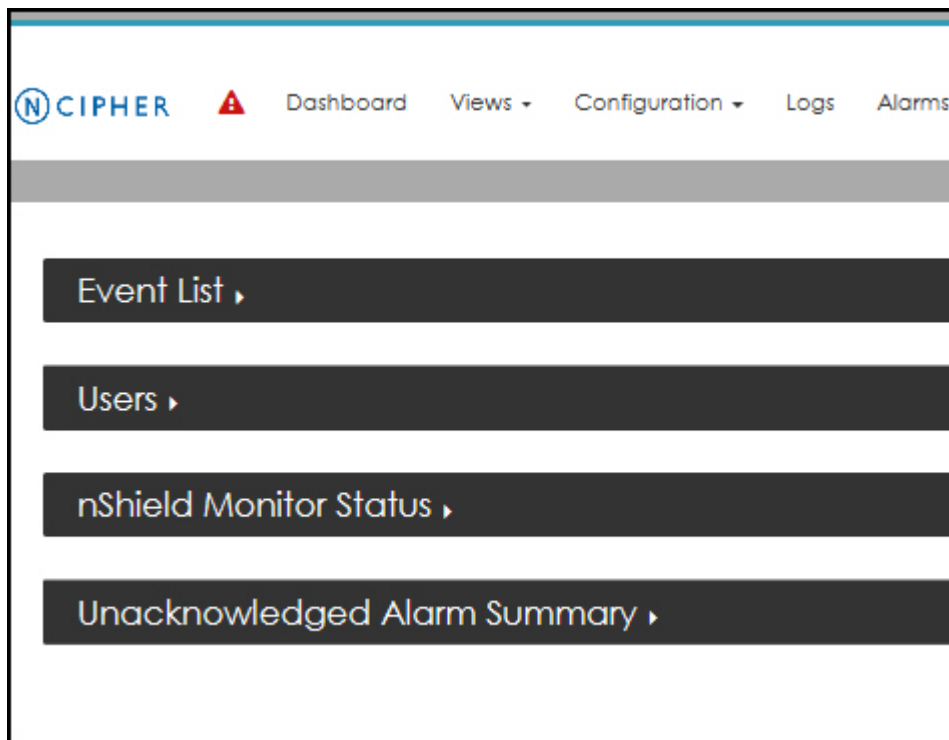 NCIPHER Dashboard Views Configuration Logs Alarms
Event List
Users
nShield Monitor Status
Unacknowledged Alarm Summary